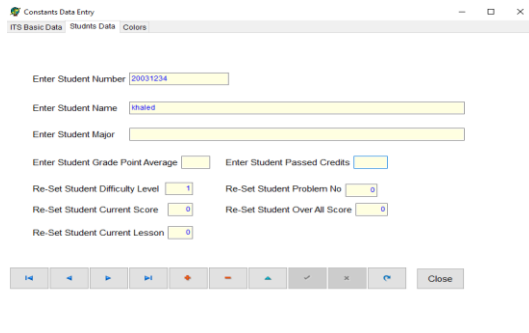 Constants Data Entry
ITS Basic Data Studnts Data Colors
Enter Student Number 20031234
Enter Student Name khaled
Enter Student Major
Enter Student Grade Point Average Enter Student Passed Credits
Re-Set Student Difficulty Level 1 Re-Set Student Problem No 0
Re-Set Student Current Score 0 Re-Set Student Over All Score 0
Re-Set Student Current Lesson 0
Close